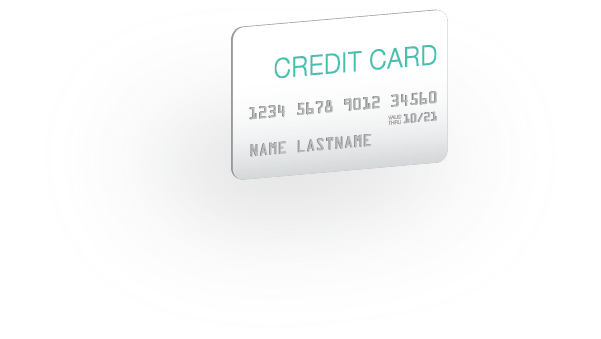 CREDIT CARD
1234 5678 9012 34560
VALID THRU 10/21
NAME LASTNAME